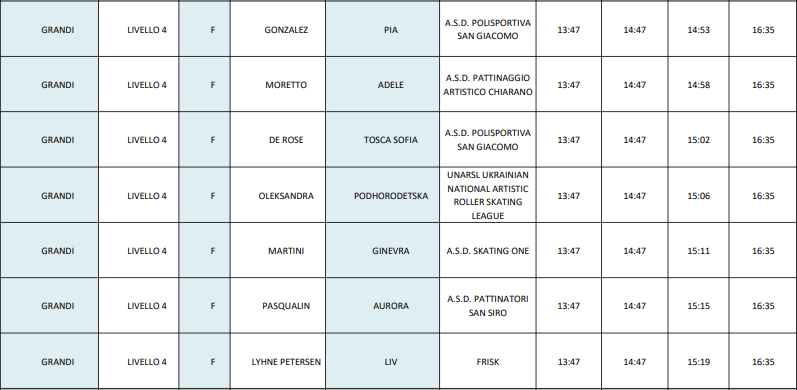 GRANDI LIVELLO 4 F GONZALEZ PIA A.S.D. POLISPORTIVA SAN GIACOMO 13:47 14:47 14:53 16:35
GRANDI LIVELLO 4 F MORETTO ADELE A.S.D. PATTINAGGIO ARTISTICO CHIARANO 13:47 14:47 14:58 16:35
GRANDI LIVELLO 4 F DE ROSE TOSCA SOFIA A.S.D. POLISPORTIVA SAN GIACOMO 13:47 14:47 15:02 16:35
GRANDI LIVELLO 4 F OLEKSANDRA PODHORODETSKA UNARSL UKRAINIAN NATIONAL ARTISTIC ROLLER SKATING LEAGUE 13:47 14:47 15:06 16:35
GRANDI LIVELLO 4 F MARTINI GINEVRA A.S.D. SKATING ONE 13:47 14:47 15:11 16:35
GRANDI LIVELLO 4 F PASQUALIN AURORA A.S.D. PATTINATORI SAN SIRO 13:47 14:47 15:15 16:35
GRANDI LIVELLO 4 F LYHNE PETERSEN LIV FRISK 13:47 14:47 15:19 16:35